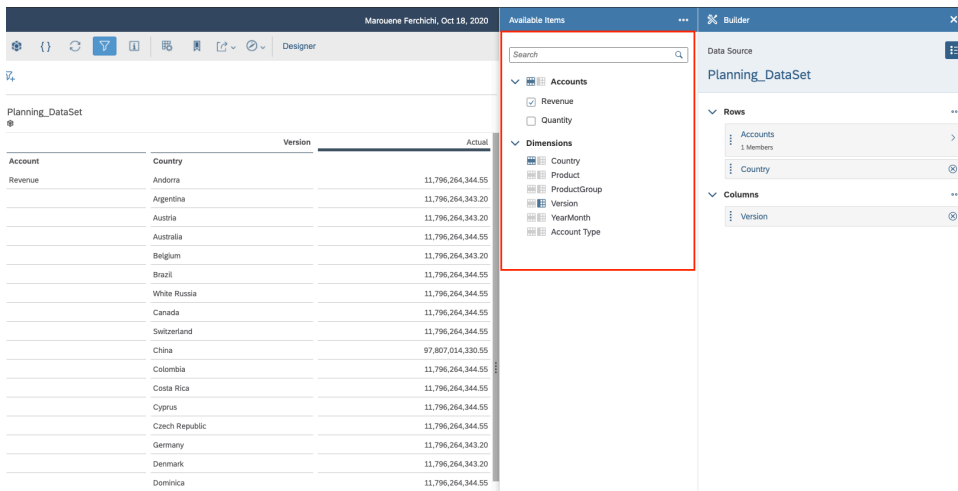 Marouene Ferchichi, Oct 18, 2020
Available Items
Builder
Designer
Planning_DataSet
Version Actual
Account Country
Revenue Andorra 11,796,264,344.55
Argentina 11,796,264,343.20
Austria 11,796,264,343.20
Australia 11,796,264,344.55
Belgium 11,796,264,343.20
Brazil 11,796,264,344.55
White Russia 11,796,264,344.55
Canada 11,796,264,344.55
Switzerland 11,796,264,344.55
China 97,807,014,330.55
Colombia 11,796,264,344.55
Costa Rica 11,796,264,344.55
Cyprus 11,796,264,344.55
Czech Republic 11,796,264,344.55
Germany 11,796,264,343.20
Denmark 11,796,264,343.20
Dominica 11,796,264,344.55
Search
Accounts
Revenue
Quantity
Dimensions
Country
Product
ProductGroup
Version
YearMonth
Account Type
Data Source
Planning_DataSet
Rows
Accounts
1 Members
Country
Columns
Version